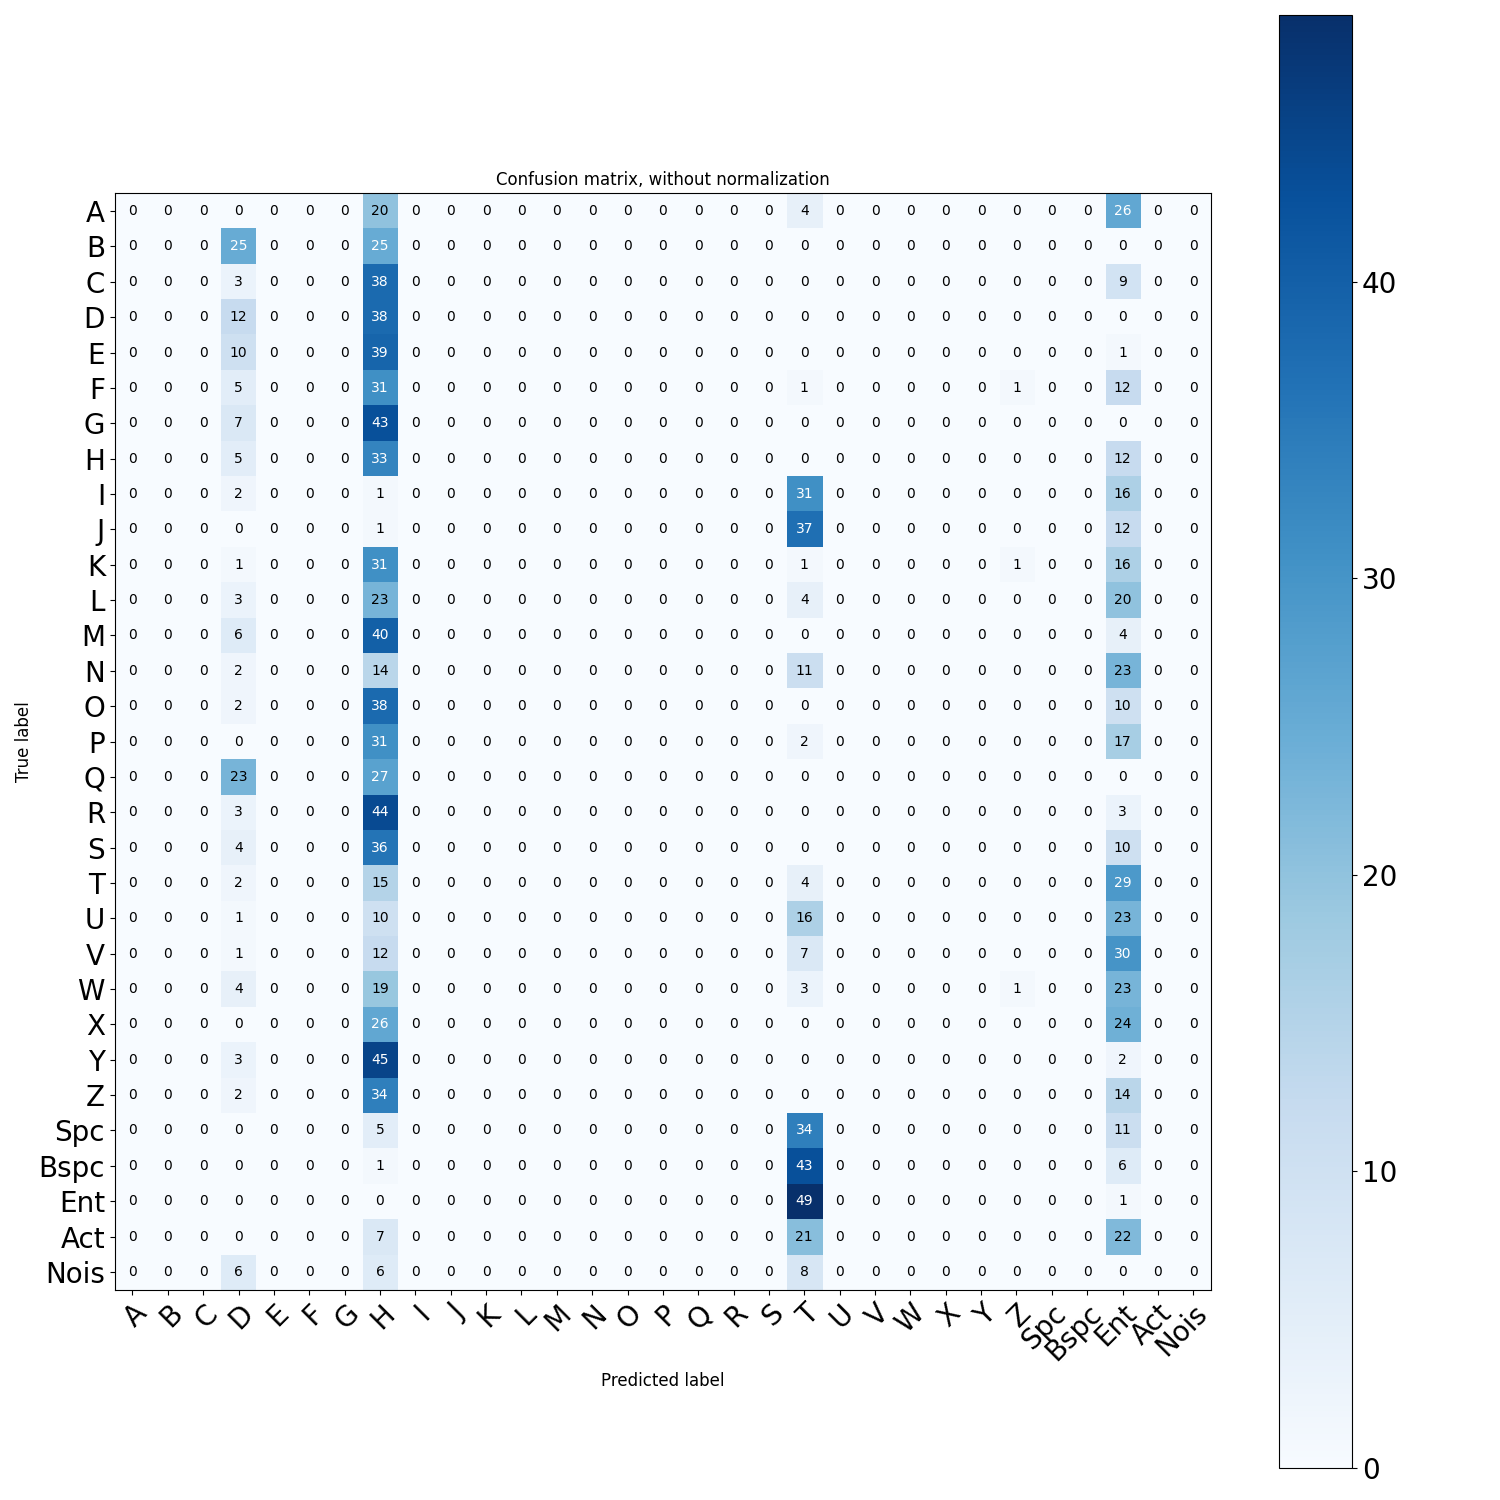 Confusion matrix, without normalization
A 0 0 0 0 0 0 0 20 0 0 0 0 0 0 0 0 0 0 0 4 0 0 0 0 0 0 0 0 26 0 0
B 0 0 0 25 0 0 0 25 0 0 0 0 0 0 0 0 0 0 0 0 0 0 0 0 0 0 0 0 0 0 0
C 0 0 0 3 0 0 0 38 0 0 0 0 0 0 0 0 0 0 0 0 0 0 0 0 0 0 0 0 9 0 0
D 0 0 0 12 0 0 0 38 0 0 0 0 0 0 0 0 0 0 0 0 0 0 0 0 0 0 0 0 0 0 0
E 0 0 0 10 0 0 0 39 0 0 0 0 0 0 0 0 0 0 0 0 0 0 0 0 0 0 0 0 1 0 0
F 0 0 0 5 0 0 0 31 0 0 0 0 0 0 0 0 0 0 0 1 0 0 0 0 0 1 0 0 12 0 0
G 0 0 0 7 0 0 0 43 0 0 0 0 0 0 0 0 0 0 0 0 0 0 0 0 0 0 0 0 0 0 0
H 0 0 0 5 0 0 0 33 0 0 0 0 0 0 0 0 0 0 0 0 0 0 0 0 0 0 0 0 12 0 0
I 0 0 0 2 0 0 0 1 0 0 0 0 0 0 0 0 0 0 0 31 0 0 0 0 0 0 0 0 16 0 0
J 0 0 0 0 0 0 0 1 0 0 0 0 0 0 0 0 0 0 0 37 0 0 0 0 0 0 0 0 12 0 0
K 0 0 0 1 0 0 0 31 0 0 0 0 0 0 0 0 0 0 0 1 0 0 0 0 0 1 0 0 16 0 0
L 0 0 0 3 0 0 0 23 0 0 0 0 0 0 0 0 0 0 0 4 0 0 0 0 0 0 0 0 20 0 0
M 0 0 0 6 0 0 0 40 0 0 0 0 0 0 0 0 0 0 0 0 0 0 0 0 0 0 0 0 4 0 0
N 0 0 0 2 0 0 0 14 0 0 0 0 0 0 0 0 0 0 0 11 0 0 0 0 0 0 0 0 23 0 0
O 0 0 0 2 0 0 0 38 0 0 0 0 0 0 0 0 0 0 0 0 0 0 0 0 0 0 0 0 10 0 0
P 0 0 0 0 0 0 0 31 0 0 0 0 0 0 0 0 0 0 0 2 0 0 0 0 0 0 0 0 17 0 0
Q 0 0 0 23 0 0 0 27 0 0 0 0 0 0 0 0 0 0 0 0 0 0 0 0 0 0 0 0 0 0 0
R 0 0 0 3 0 0 0 44 0 0 0 0 0 0 0 0 0 0 0 0 0 0 0 0 0 0 0 0 3 0 0
S 0 0 0 4 0 0 0 36 0 0 0 0 0 0 0 0 0 0 0 0 0 0 0 0 0 0 0 0 10 0 0
T 0 0 0 2 0 0 0 15 0 0 0 0 0 0 0 0 0 0 0 4 0 0 0 0 0 0 0 0 29 0 0
U 0 0 0 1 0 0 0 10 0 0 0 0 0 0 0 0 0 0 0 16 0 0 0 0 0 0 0 0 23 0 0
V 0 0 0 1 0 0 0 12 0 0 0 0 0 0 0 0 0 0 0 7 0 0 0 0 0 0 0 0 30 0 0
W 0 0 0 4 0 0 0 19 0 0 0 0 0 0 0 0 0 0 0 3 0 0 0 0 0 1 0 0 23 0 0
X 0 0 0 0 0 0 0 26 0 0 0 0 0 0 0 0 0 0 0 0 0 0 0 0 0 0 0 0 24 0 0
Y 0 0 0 3 0 0 0 45 0 0 0 0 0 0 0 0 0 0 0 0 0 0 0 0 0 0 0 0 2 0 0
Z 0 0 0 2 0 0 0 34 0 0 0 0 0 0 0 0 0 0 0 0 0 0 0 0 0 0 0 0 14 0 0
Spc 0 0 0 0 0 0 0 5 0 0 0 0 0 0 0 0 0 0 0 34 0 0 0 0 0 0 0 0 11 0 0
Bspc 0 0 0 0 0 0 0 1 0 0 0 0 0 0 0 0 0 0 0 43 0 0 0 0 0 0 0 0 6 0 0
Ent 0 0 0 0 0 0 0 0 0 0 0 0 0 0 0 0 0 0 0 49 0 0 0 0 0 0 0 0 1 0 0
Act 0 0 0 0 0 0 0 7 0 0 0 0 0 0 0 0 0 0 0 21 0 0 0 0 0 0 0 0 22 0 0
Nois 0 0 0 6 0 0 0 6 0 0 0 0 0 0 0 0 0 0 0 8 0 0 0 0 0 0 0 0 0 0 0
A B C D E F G H I J K L M N O P Q R S T U V W X Y Z Spc Bspc Ent Act Nois
Predicted label
True label
40
30
20
10
0